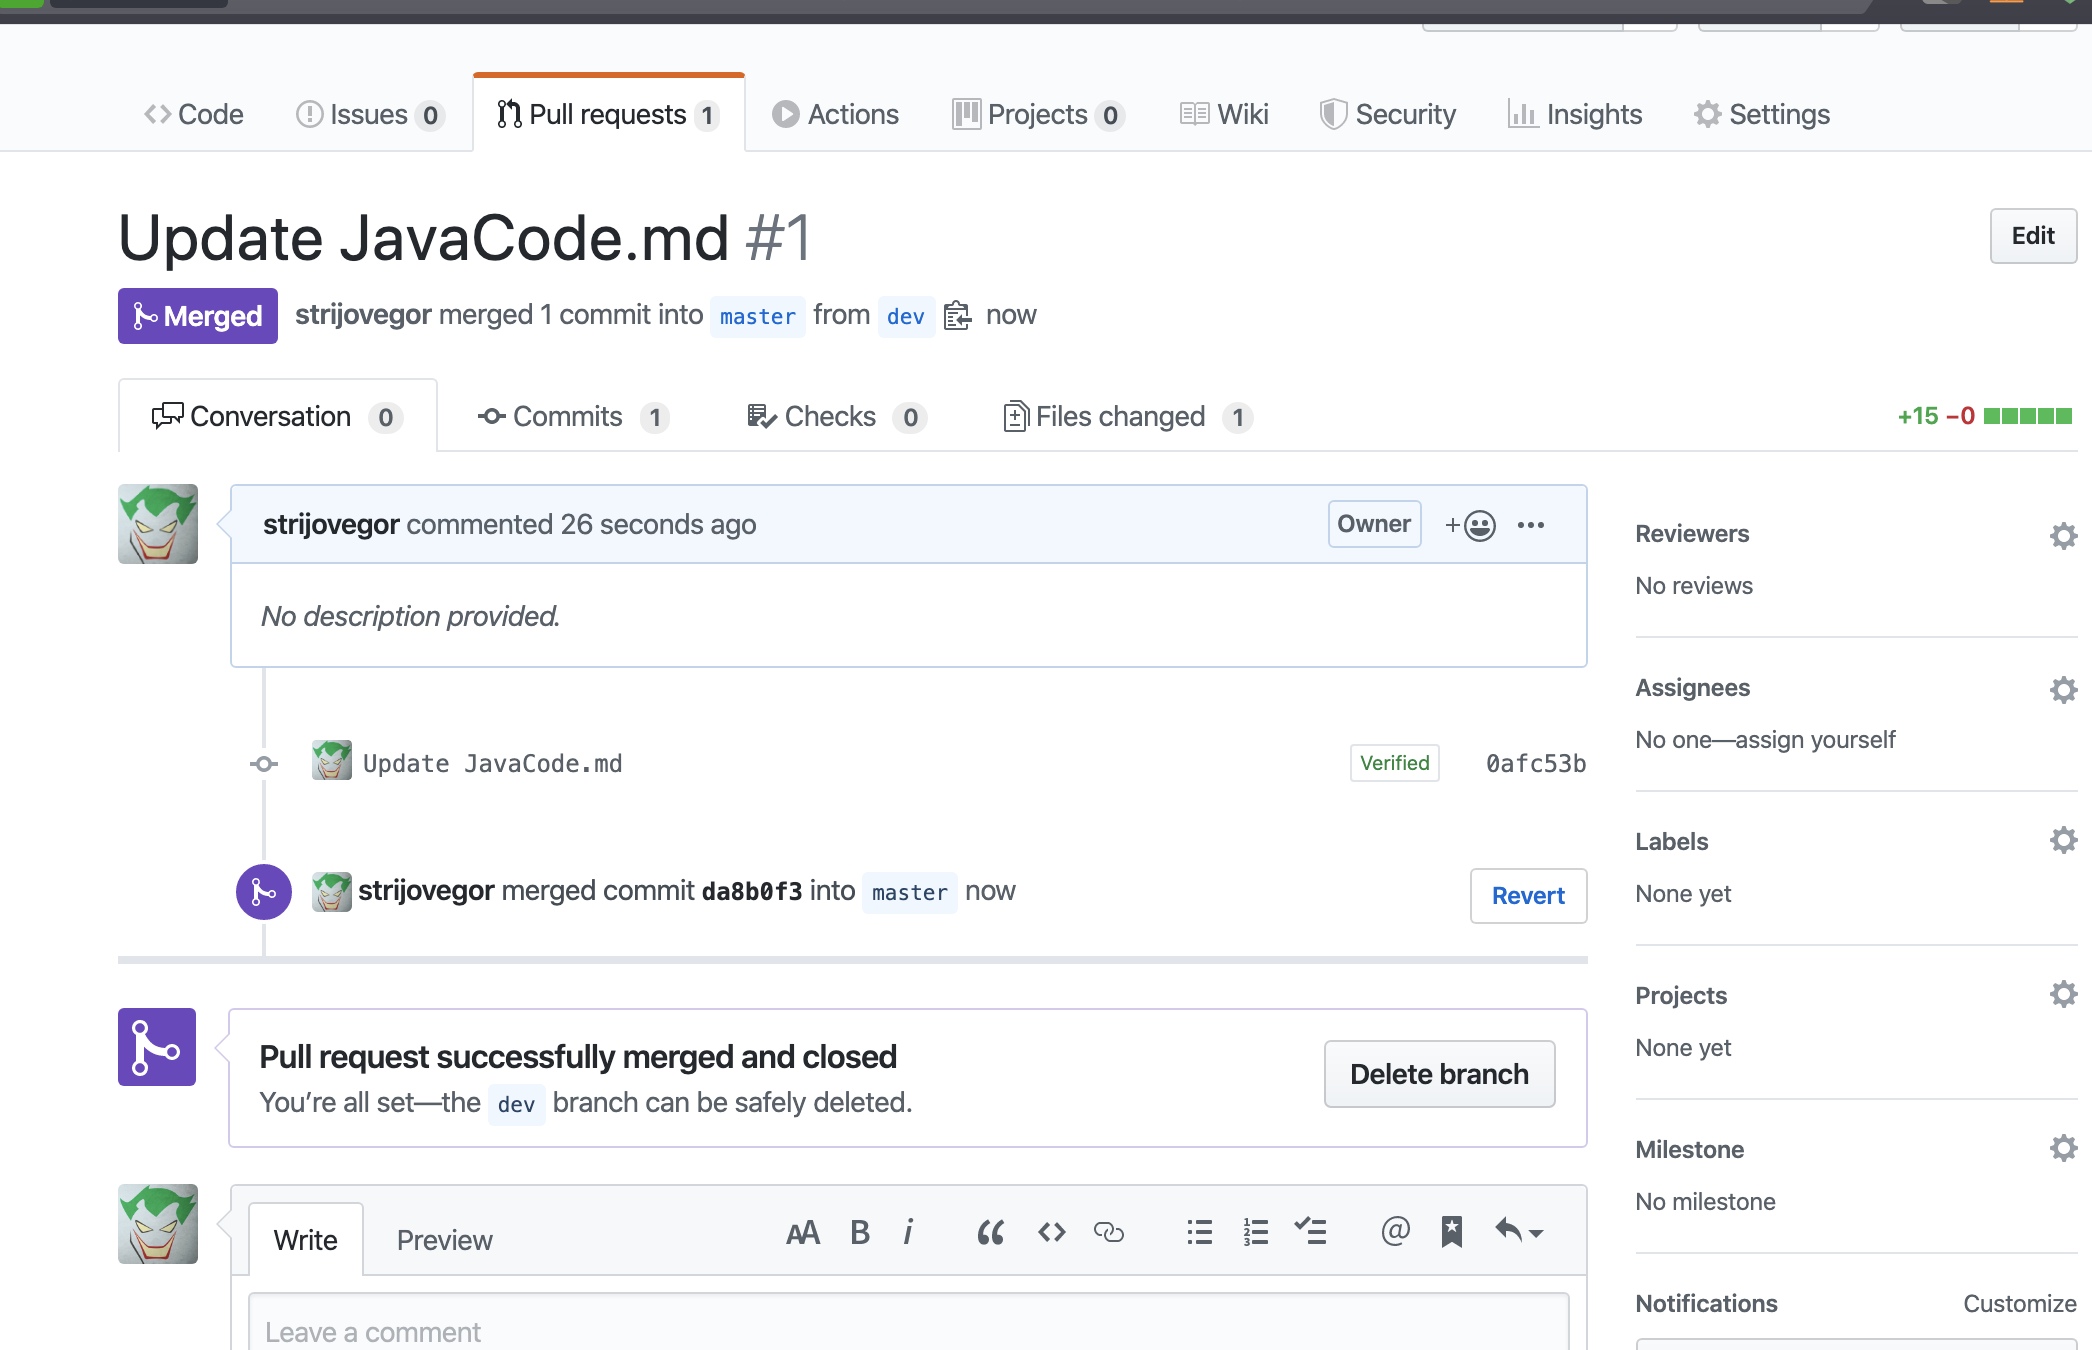 Code Issues 0 Pull requests 1 Actions Projects 0 Wiki Security Insights Settings
Update JavaCode.md #1
Edit
Merged strijovegor merged 1 commit into master from dev now
Conversation 0 Commits 1 Checks 0 Files changed 1 +15 −0
strijovegor commented 26 seconds ago Owner
No description provided.
Update JavaCode.md Verified 0afc53b
strijovegor merged commit da8b0f3 into master now Revert
Pull request successfully merged and closed
You’re all set—the dev branch can be safely deleted.
Delete branch
Write Preview
Leave a comment
Reviewers
No reviews
Assignees
No one—assign yourself
Labels
None yet
Projects
None yet
Milestone
No milestone
Notifications Customize